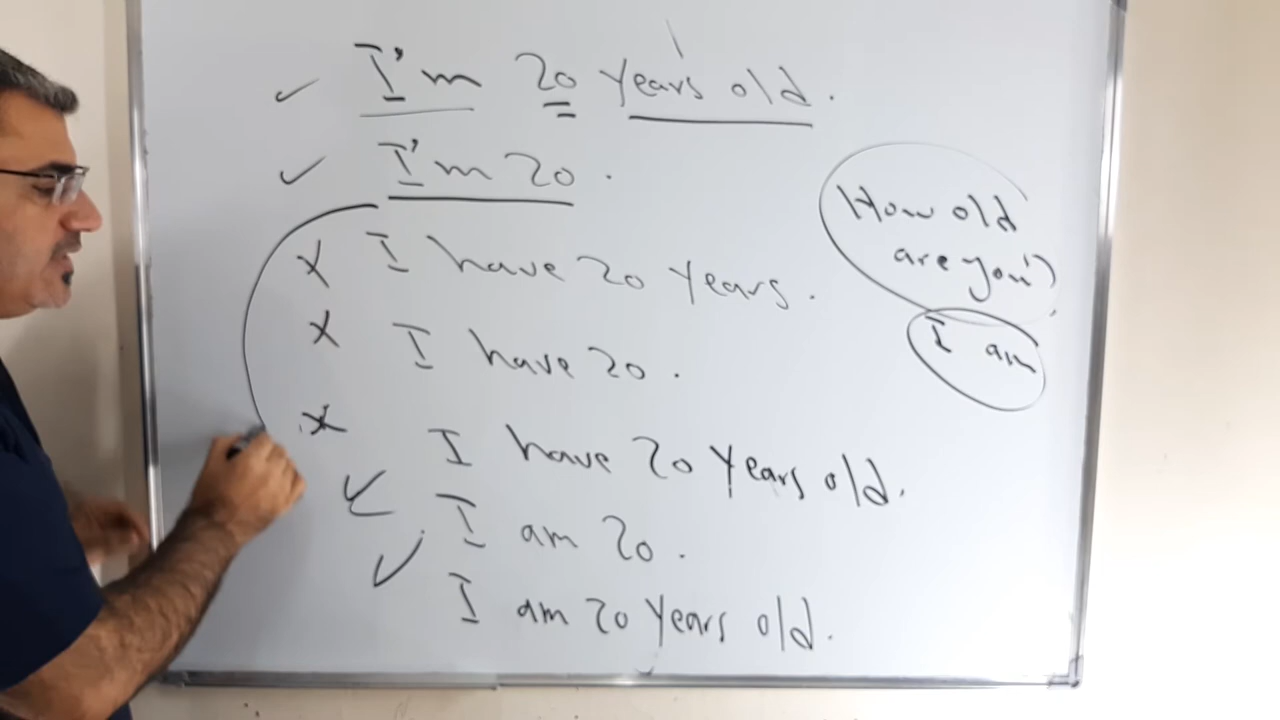 ✓ I'm 20 years old.
✓ I'm 20.
X I have 20 years.
X I have 20.
X I have 20 years old.
✓ I am 20.
✓ I am 20 years old.
How old
are you?
I am